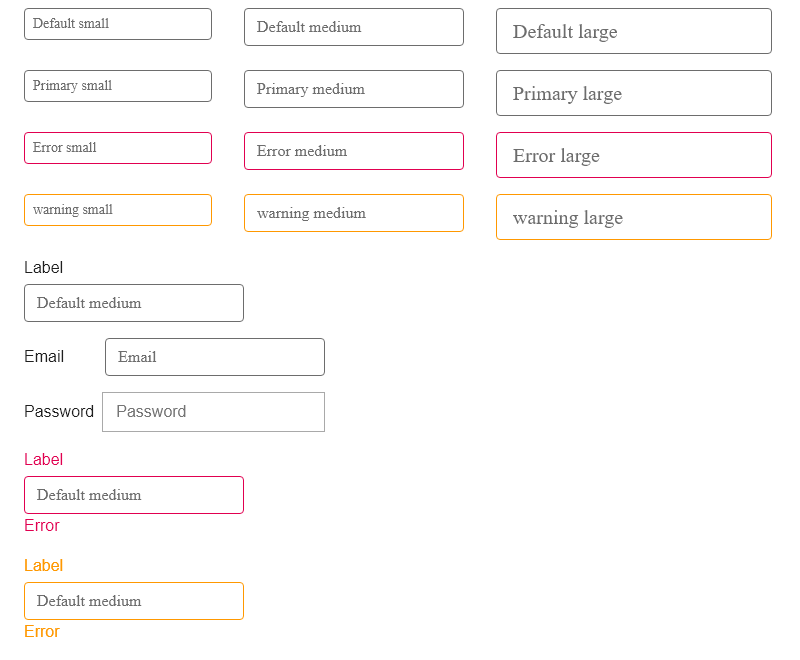 Default small Default medium Default large
Primary small Primary medium Primary large
Error small Error medium Error large
warning small warning medium warning large
Label
Default medium
Email Email
Password Password
Label
Default medium
Error
Label
Default medium
Error